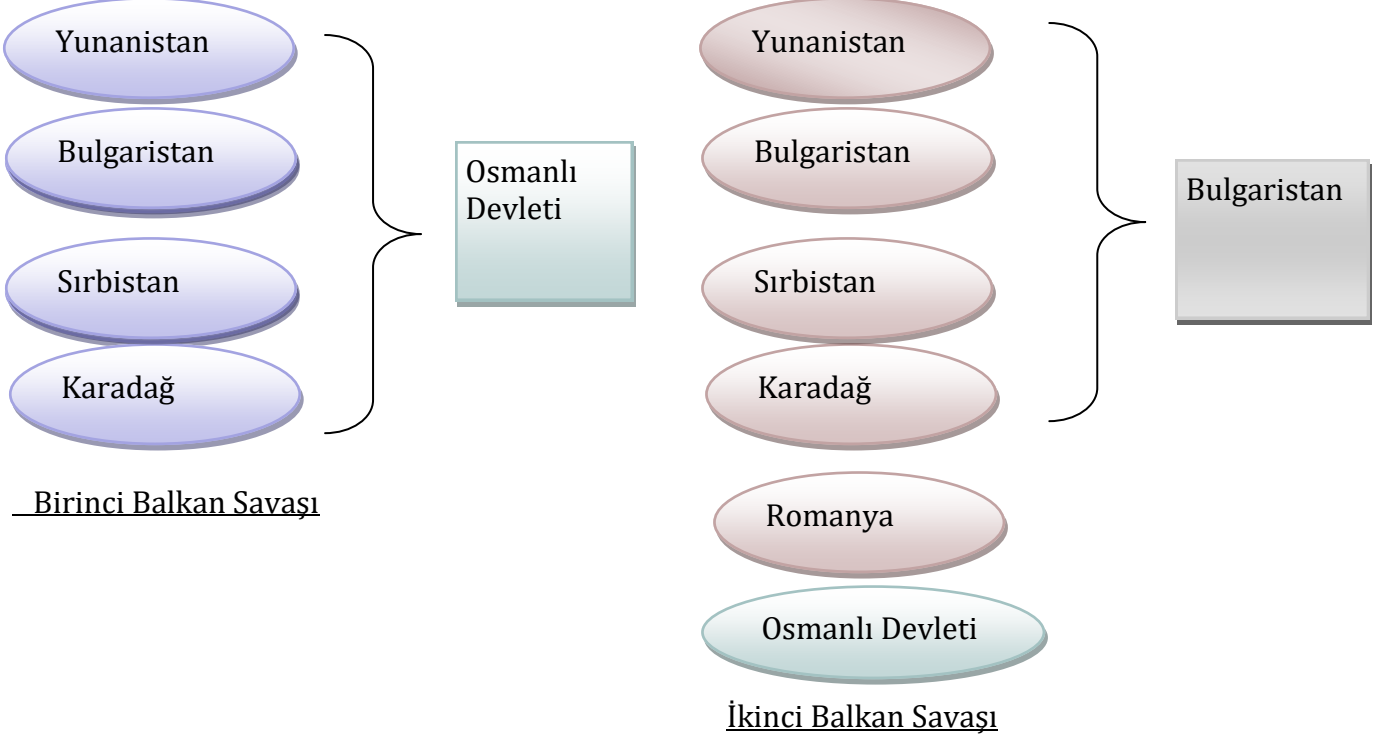 Yunanistan
Bulgaristan
Sırbistan
Karadağ
Osmanlı
Devleti
Birinci Balkan Savaşı
Yunanistan
Bulgaristan
Sırbistan
Karadağ
Romanya
Osmanlı Devleti
Bulgaristan
İkinci Balkan Savaşı